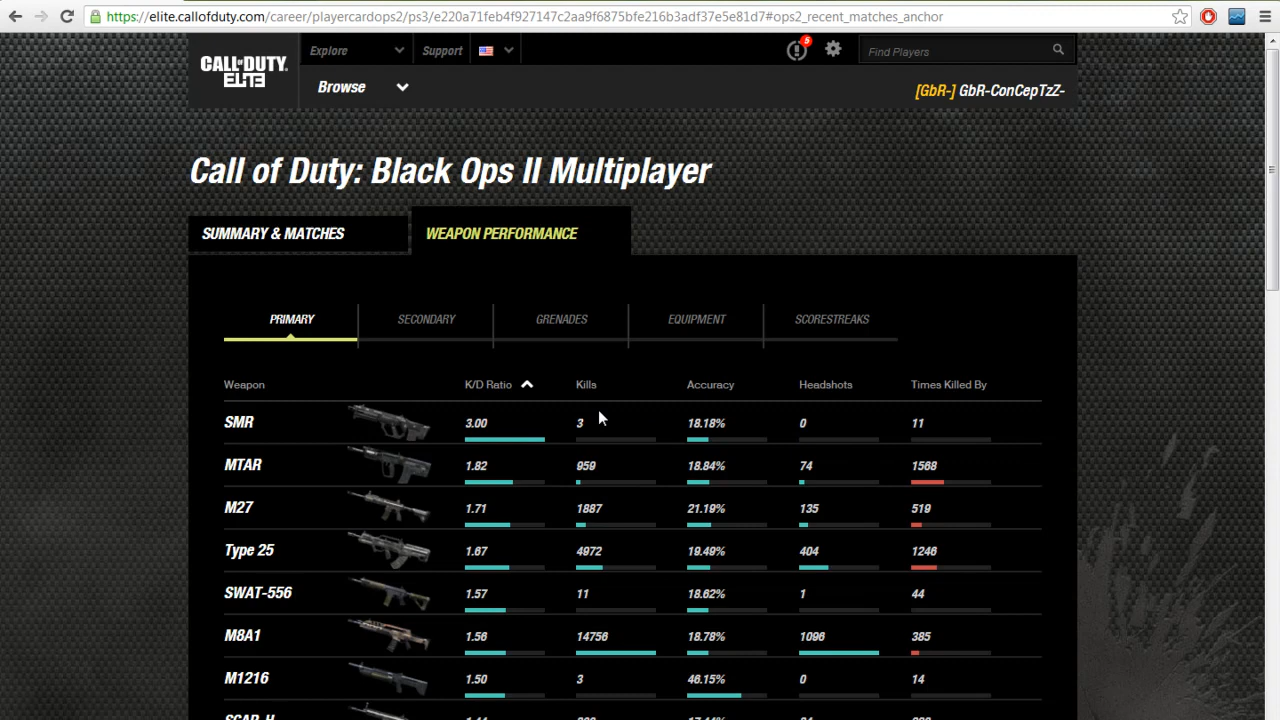 https://elite.callofduty.com/career/playercardops2/ps3/e220a71feb4f927147c2aa9f6875bfe216b3adf37e5e81d7#ops2_recent_matches_anchor
CALL OF DUTY. ELITE
Explore Support 5 Find Players
Browse [GbR-] GbR-ConCepTzZ-
Call of Duty: Black Ops II Multiplayer
SUMMARY & MATCHES WEAPON PERFORMANCE
PRIMARY SECONDARY GRENADES EQUIPMENT SCORESTREAKS
Weapon K/D Ratio Kills Accuracy Headshots Times Killed By
SMR 3.00 3 18.18% 0 11
MTAR 1.82 959 18.84% 74 1568
M27 1.71 1887 21.19% 135 519
Type 25 1.67 4972 19.49% 404 1246
SWAT-556 1.57 11 18.62% 1 44
M8A1 1.56 14756 18.78% 1096 385
M1216 1.50 3 46.15% 0 14
SCAR-H